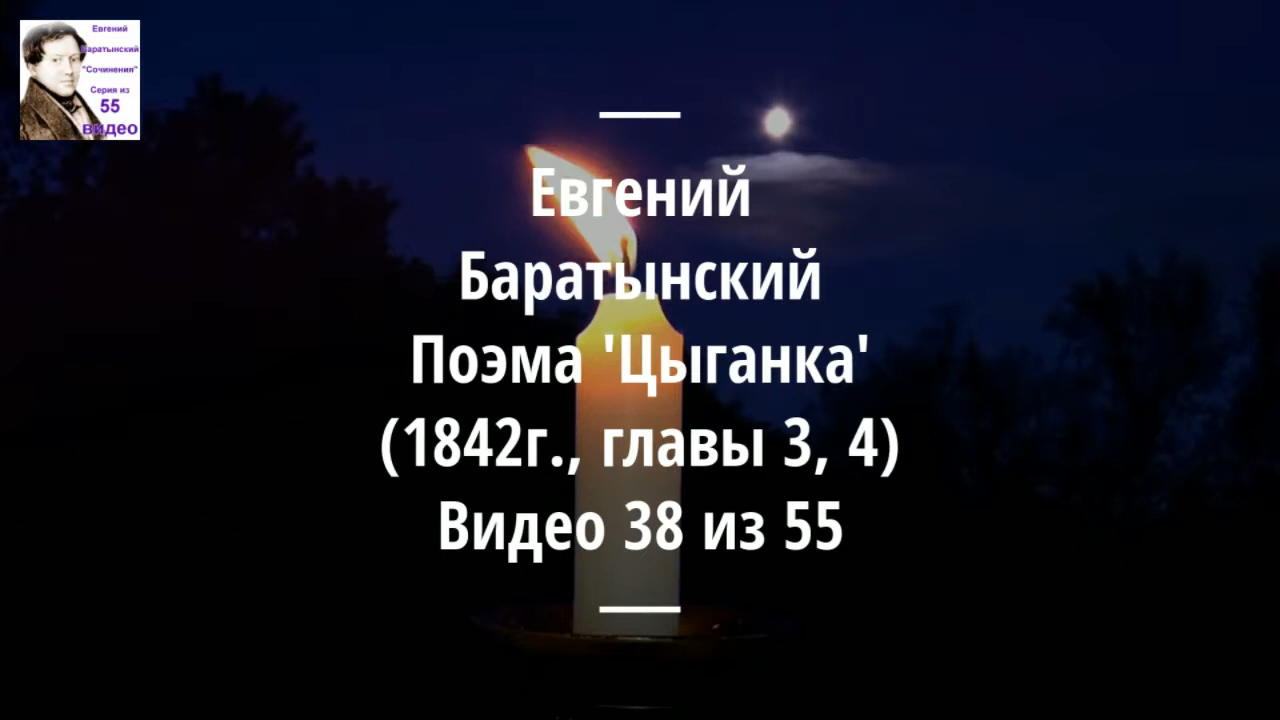 Евгений
Баратынский
"Сочинения"
Серия из
55
видео
Евгений
Баратынский
Поэма 'Цыганка'
(1842г., главы 3, 4)
Видео 38 из 55